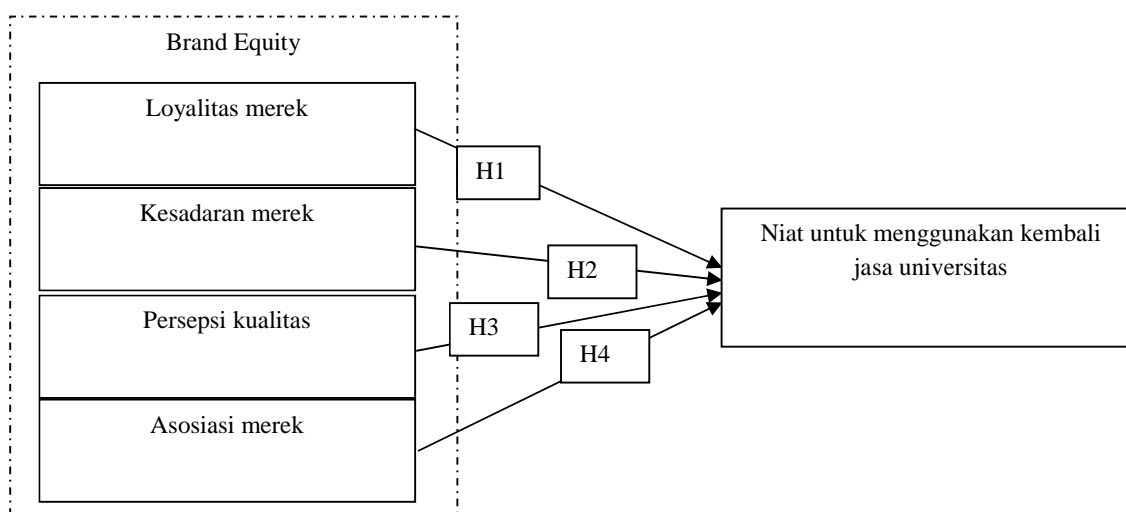 Brand Equity
Loyalitas merek
H1
Kesadaran merek
Niat untuk menggunakan kembali
jasa universitas
H2
Persepsi kualitas
H3
H4
Asosiasi merek